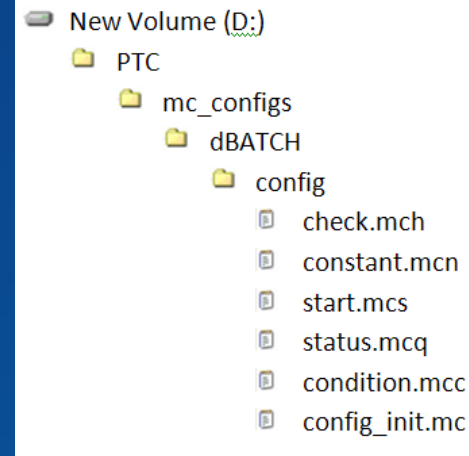 New Volume (D:)
PTC
mc_configs
dBATCH
config
check.mch
constant.mcn
start.mcs
status.mcq
condition.mcc
config_init.mc